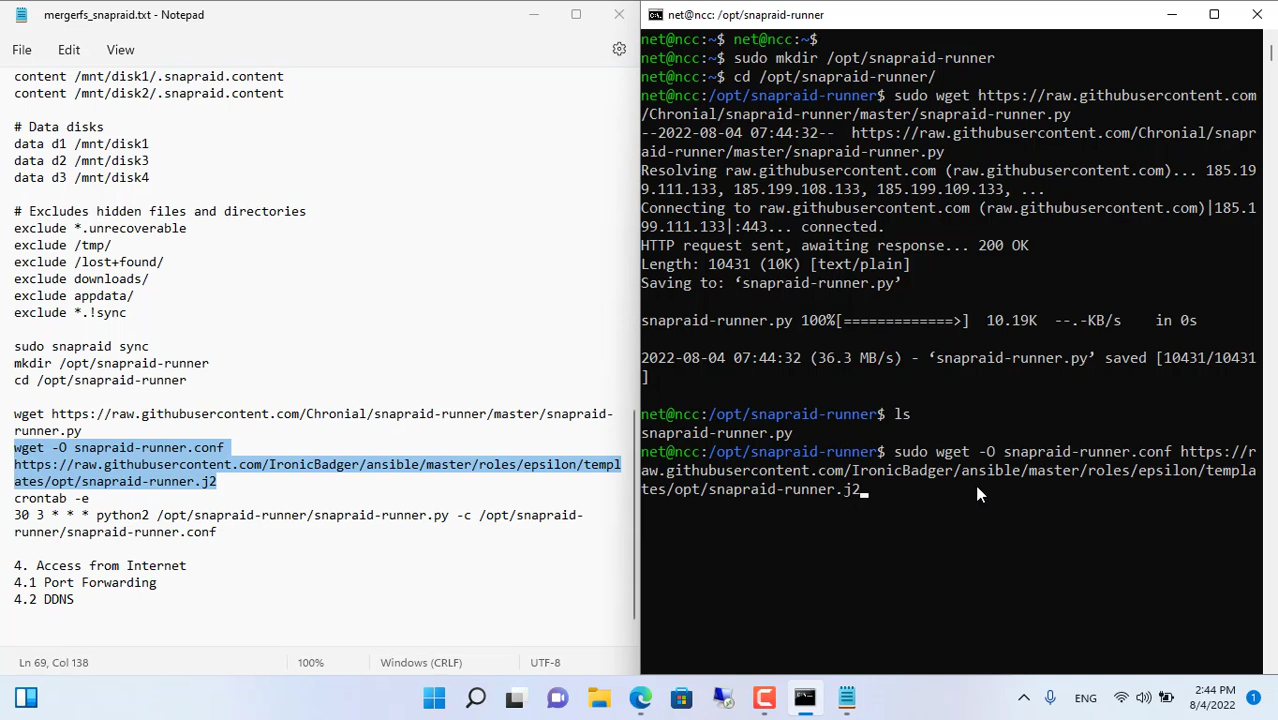 mergerfs_snapraid.txt - Notepad
File Edit View
content /mnt/disk1/.snapraid.content
content /mnt/disk2/.snapraid.content
# Data disks
data d1 /mnt/disk1
data d2 /mnt/disk3
data d3 /mnt/disk4
# Excludes hidden files and directories
exclude *.unrecoverable
exclude /tmp/
exclude /lost+found/
exclude downloads/
exclude appdata/
exclude *.!sync
sudo snapraid sync
mkdir /opt/snapraid-runner
cd /opt/snapraid-runner
wget https://raw.githubusercontent.com/Chronial/snapraid-runner/master/snapraid-
runner.py
wget -O snapraid-runner.conf
https://raw.githubusercontent.com/IronicBadger/ansible/master/roles/epsilon/templ
ates/opt/snapraid-runner.j2
crontab -e
30 3 * * * python2 /opt/snapraid-runner/snapraid-runner.py -c /opt/snapraid-
runner/snapraid-runner.conf
4. Access from Internet
4.1 Port Forwarding
4.2 DDNS
Ln 69, Col 138 100% Windows (CRLF) UTF-8
net@ncc: /opt/snapraid-runner
net@ncc:~$ net@ncc:~$
net@ncc:~$ sudo mkdir /opt/snapraid-runner
net@ncc:~$ cd /opt/snapraid-runner/
net@ncc:/opt/snapraid-runner$ sudo wget https://raw.githubusercontent.com
/Chronial/snapraid-runner/master/snapraid-runner.py
--2022-08-04 07:44:32--  https://raw.githubusercontent.com/Chronial/snapr
aid-runner/master/snapraid-runner.py
Resolving raw.githubusercontent.com (raw.githubusercontent.com)... 185.19
9.111.133, 185.199.108.133, 185.199.109.133, ...
Connecting to raw.githubusercontent.com (raw.githubusercontent.com)|185.1
99.111.133|:443... connected.
HTTP request sent, awaiting response... 200 OK
Length: 10431 (10K) [text/plain]
Saving to: ‘snapraid-runner.py’
snapraid-runner.py 100%[=============>]  10.19K  --.-KB/s    in 0s
2022-08-04 07:44:32 (36.3 MB/s) - ‘snapraid-runner.py’ saved [10431/10431
]
net@ncc:/opt/snapraid-runner$ ls
snapraid-runner.py
net@ncc:/opt/snapraid-runner$ sudo wget -O snapraid-runner.conf https://r
aw.githubusercontent.com/IronicBadger/ansible/master/roles/epsilon/templa
tes/opt/snapraid-runner.j2
ENG
2:44 PM
8/4/2022
1